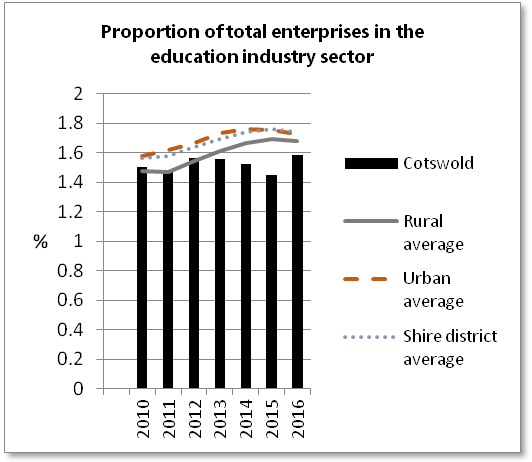 Proportion of total enterprises in the
education industry sector
2
1.8
1.6
1.4
1.2
1
0.8
0.6
0.4
0.2
0
%
2010
2011
2012
2013
2014
2015
2016
Cotswold
Rural
average
Urban
average
Shire district
average